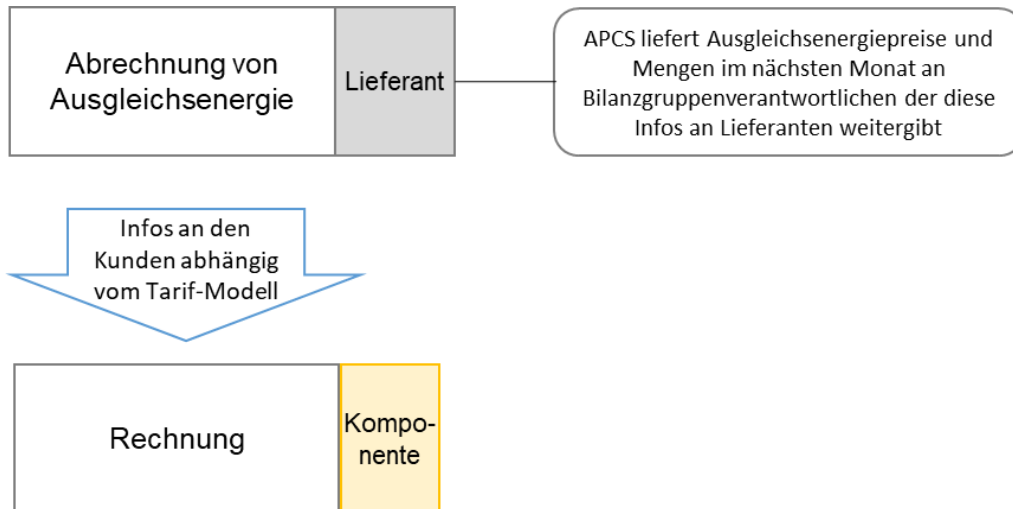 Abrechnung von
Ausgleichsenergie
Lieferant
APCS liefert Ausgleichsenergiepreise und
Mengen im nächsten Monat an
Bilanzgruppenverantwortlichen der diese
Infos an Lieferanten weitergibt
Infos an den
Kunden abhängig
vom Tarif-Modell
Rechnung
Kompo-
nente